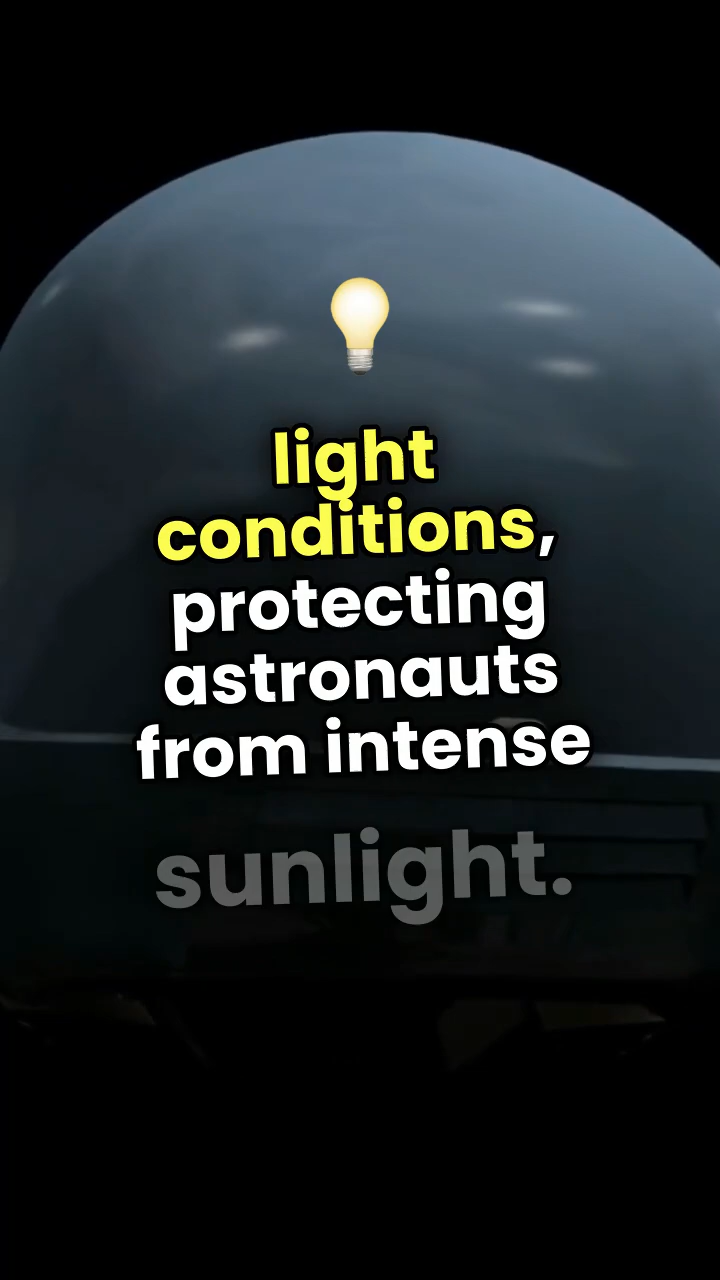 light
conditions,
protecting
astronauts
from intense
sunlight.